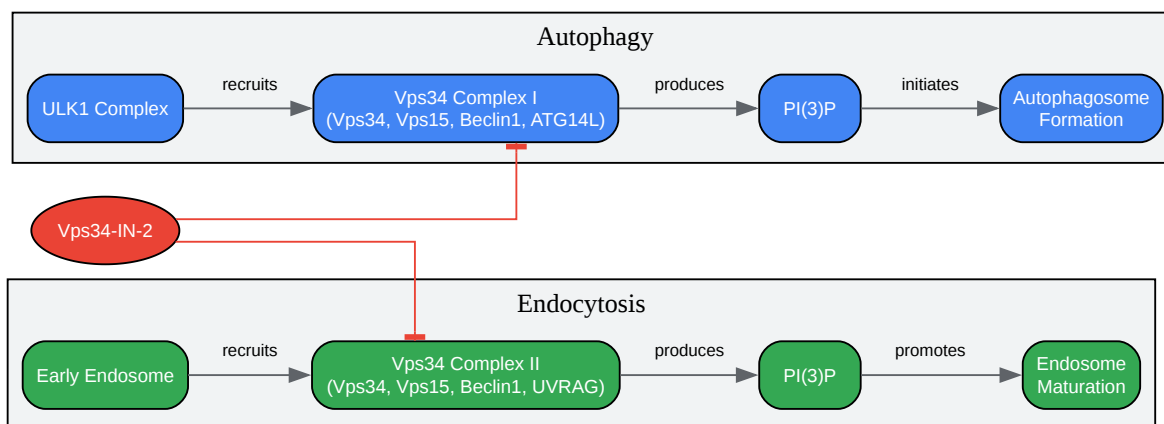 Autophagy
ULK1 Complex
recruits
Vps34 Complex I
(Vps34, Vps15, Beclin1, ATG14L)
produces
PI(3)P
initiates
Autophagosome
Formation
Vps34-IN-2
Endocytosis
Early Endosome
recruits
Vps34 Complex II
(Vps34, Vps15, Beclin1, UVRAG)
produces
PI(3)P
promotes
Endosome
Maturation